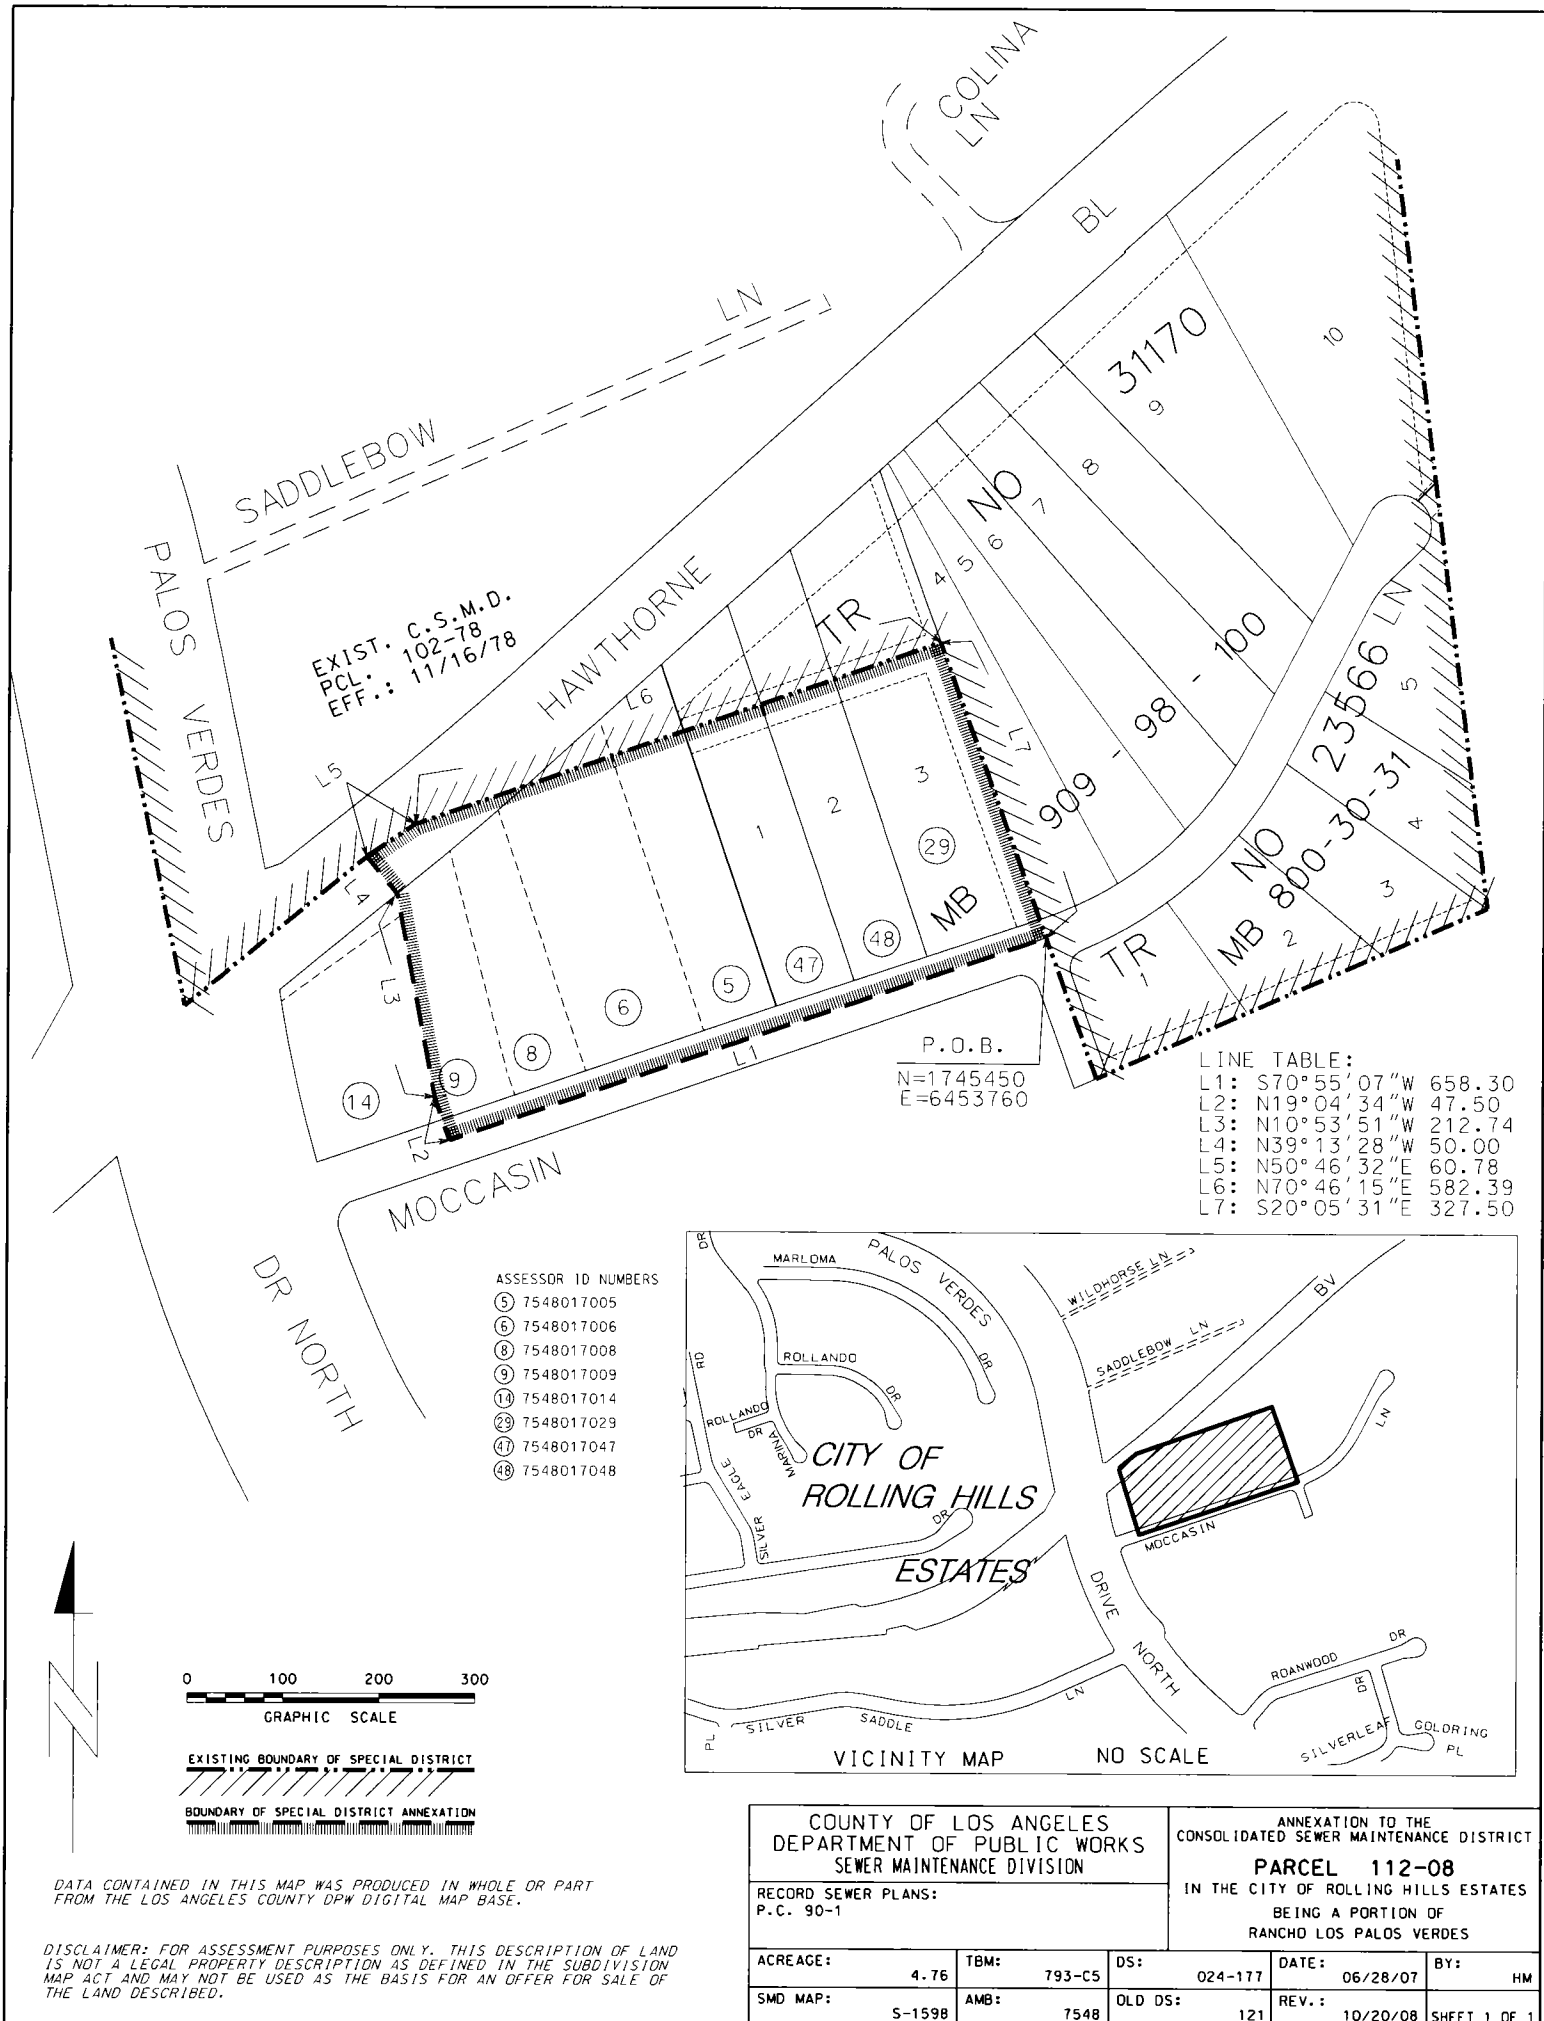 COLINA
LN
BL
LN
SADDLEBOW
31170
10
9
8
NO
7
6
5
4
PALOS VERDES
EXIST. C.S.M.D.
PCL. 102-78
EFF.: 11/16/78
HAWTHORNE
TR
L6
L7
L5
L4
L3
L2
L1
909 - 98 - 100
1
2
3
29
48
47
5
6
8
9
14
MB
TR NO 23566 LN
MB 800-30-31
1
2
3
4
5
P.O.B.
N=1745450
E=6453760
MOCCASIN
DR NORTH
LINE TABLE:
L1: S70°55'07"W 658.30
L2: N19°04'34"W 47.50
L3: N10°53'51"W 212.74
L4: N39°13'28"W 50.00
L5: N50°46'32"E 60.78
L6: N70°46'15"E 582.39
L7: S20°05'31"E 327.50
ASSESSOR ID NUMBERS
5 7548017005
6 7548017006
8 7548017008
9 7548017009
14 7548017014
29 7548017029
47 7548017047
48 7548017048
DR
MARLOMA
DR
PALOS VERDES
WILDHORSE LN
BV
SADDLEBOW LN
RD
ROLLANDO
DR
ROLLANDO
DR
MARINA
SILVER EAGLE
CITY OF
ROLLING HILLS
ESTATES
DR
LN
MOCCASIN
DRIVE
NORTH
ROANWOOD DR
DR
SILVERLEAF
GOLDRING
PL
PL
SILVER SADDLE LN
VICINITY MAP NO SCALE
0 100 200 300
GRAPHIC SCALE
EXISTING BOUNDARY OF SPECIAL DISTRICT
BOUNDARY OF SPECIAL DISTRICT ANNEXATION
DATA CONTAINED IN THIS MAP WAS PRODUCED IN WHOLE OR PART
FROM THE LOS ANGELES COUNTY DPW DIGITAL MAP BASE.
DISCLAIMER: FOR ASSESSMENT PURPOSES ONLY. THIS DESCRIPTION OF LAND
IS NOT A LEGAL PROPERTY DESCRIPTION AS DEFINED IN THE SUBDIVISION
MAP ACT AND MAY NOT BE USED AS THE BASIS FOR AN OFFER FOR SALE OF
THE LAND DESCRIBED.
COUNTY OF LOS ANGELES
DEPARTMENT OF PUBLIC WORKS
SEWER MAINTENANCE DIVISION
RECORD SEWER PLANS:
P.C. 90-1
ANNEXATION TO THE
CONSOLIDATED SEWER MAINTENANCE DISTRICT
PARCEL 112-08
IN THE CITY OF ROLLING HILLS ESTATES
BEING A PORTION OF
RANCHO LOS PALOS VERDES
ACREAGE: 4.76 TBM: 793-C5 DS: 024-177 DATE: 06/28/07 BY: HM
SMD MAP: S-1598 AMB: 7548 OLD DS: 121 REV.: 10/20/08 SHEET 1 OF 1